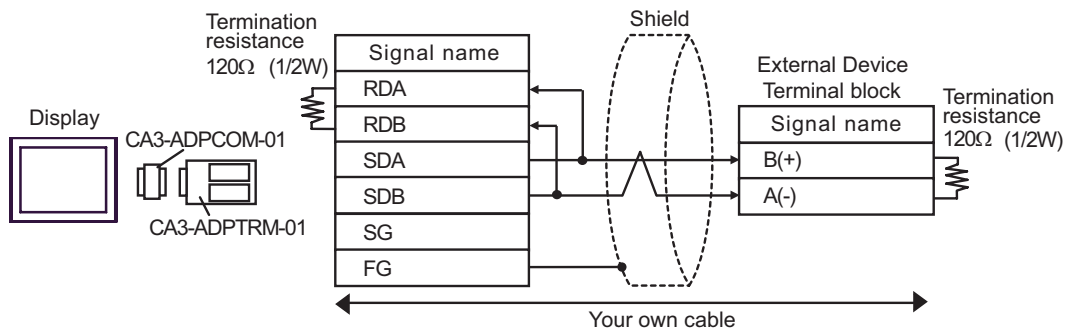 Shield
Termination
resistance
120Ω (1/2W)
Signal name
RDA
RDB
SDA
SDB
SG
FG
Display
CA3-ADPCOM-01
CA3-ADPTRM-01
External Device
Terminal block
Signal name
B(+)
A(-)
Termination
resistance
120Ω (1/2W)
Your own cable